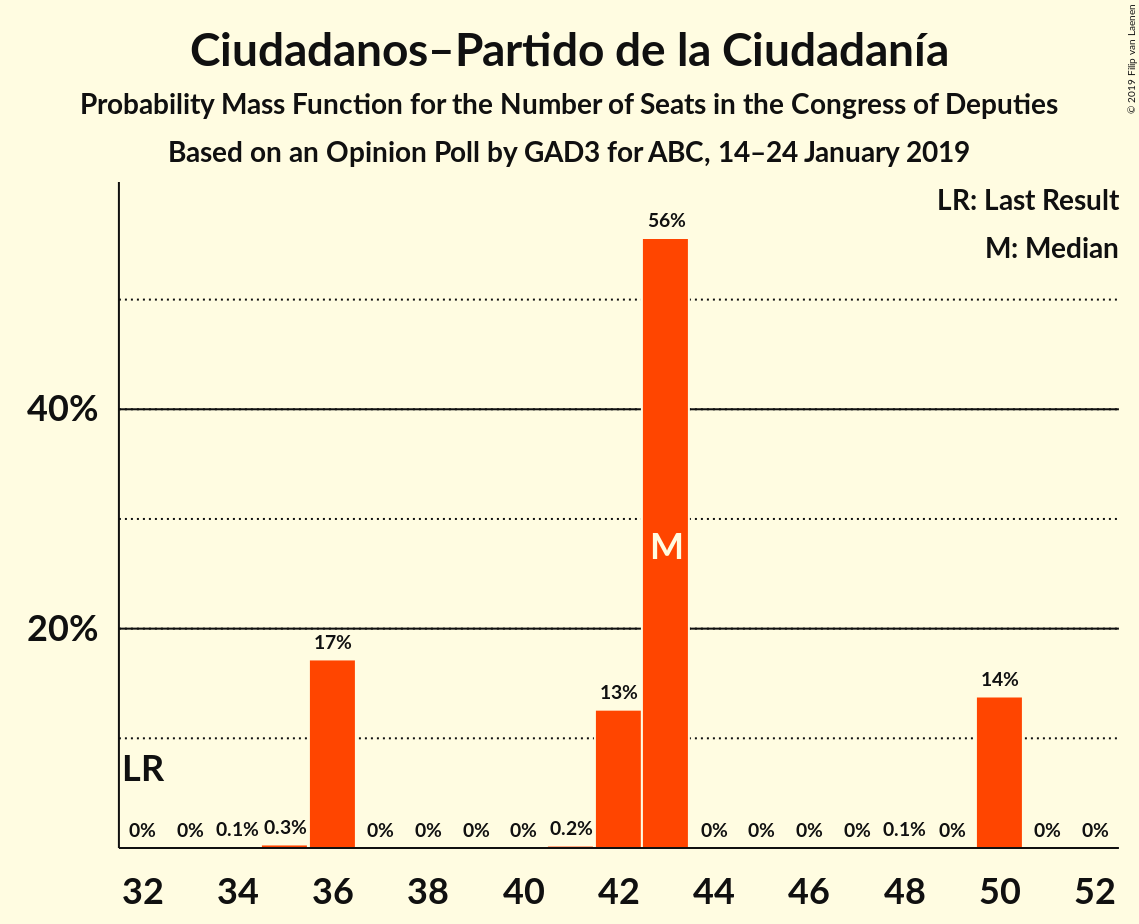 Ciudadanos–Partido de la Ciudadanía
Probability Mass Function for the Number of Seats in the Congress of Deputies
Based on an Opinion Poll by GAD3 for ABC, 14–24 January 2019
© 2019 Filip van Laenen
LR: Last Result
M: Median
56%
40%
M
20%
17%
14%
13%
LR
0% 0% 0.1% 0.3% 0% 0% 0% 0% 0.2% 0% 0% 0% 0% 0.1% 0% 0% 0%
32 34 36 38 40 42 44 46 48 50 52